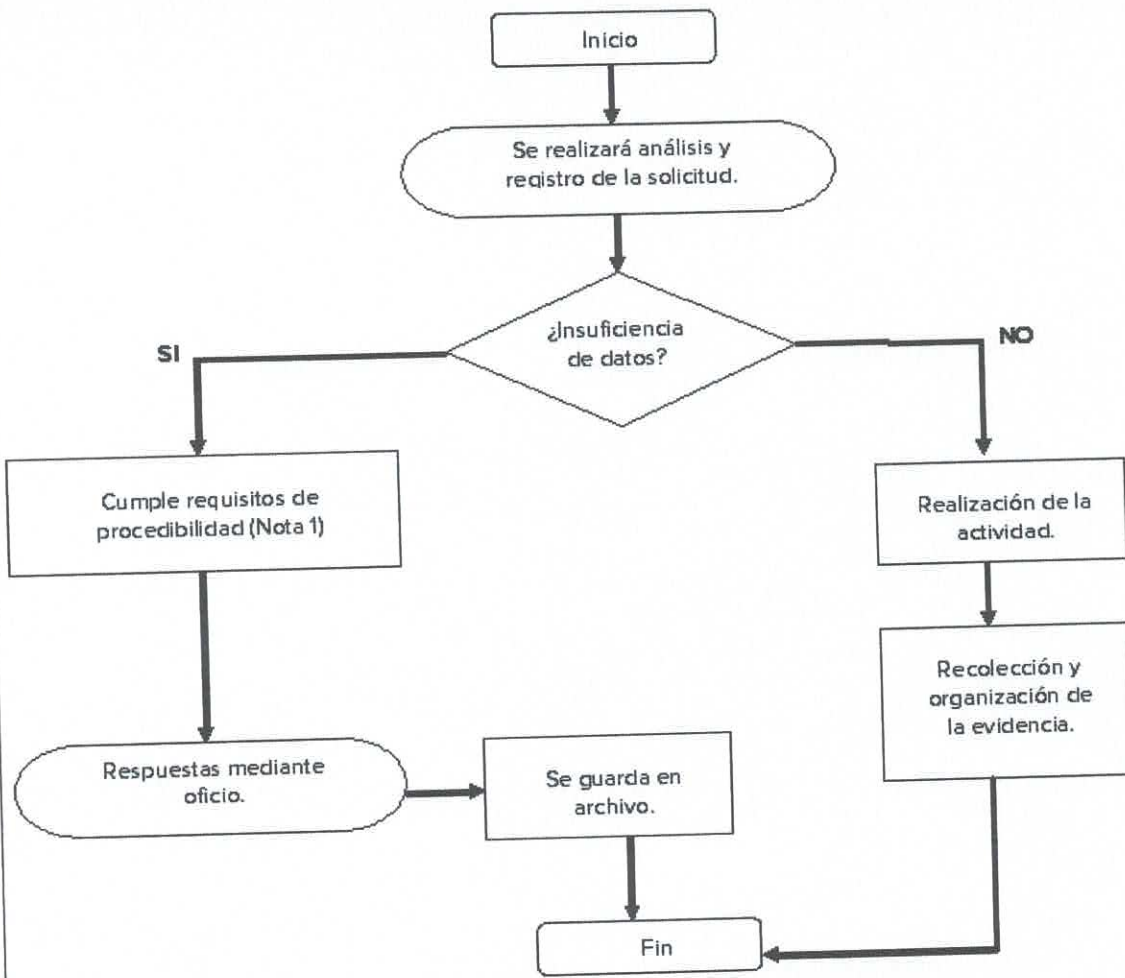 Inicio
Se realizará análisis y
registro de la solicitud.
¿Insuficiencia
de datos?
SI
NO
Cumple requisitos de
procedibilidad (Nota 1)
Realización de la
actividad.
Recolección y
organización de
la evidencia.
Respuestas mediante
oficio.
Se guarda en
archivo.
Fin